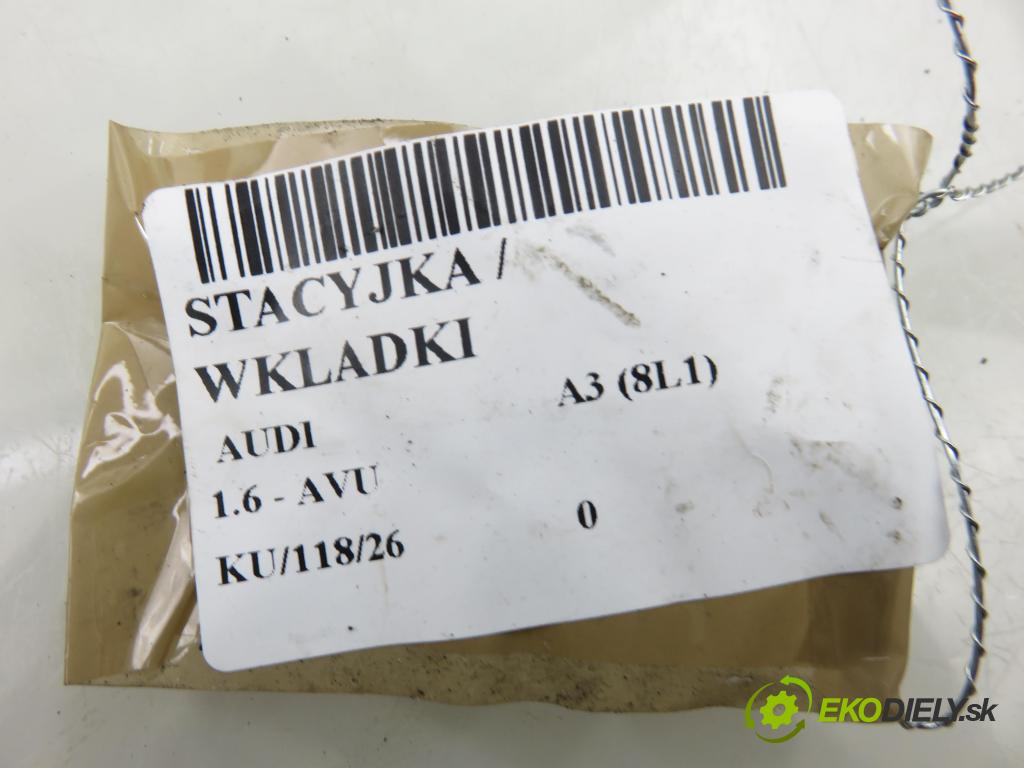 STACYJKA /
WKLADKI
AUDI A3 (8L1)
1.6 - AVU
KU/118/26 0
EKODIELY.sk